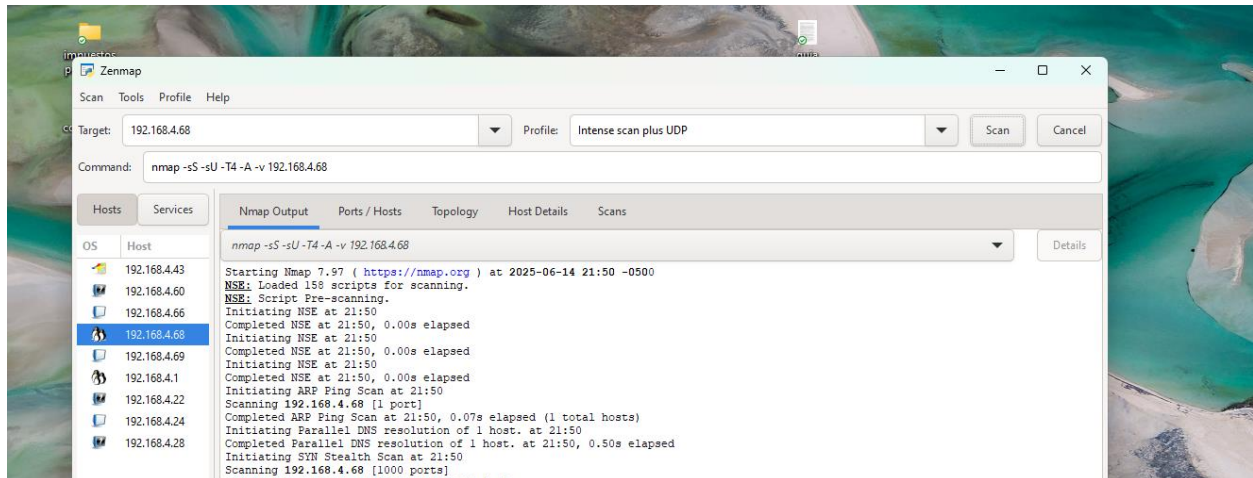 impuestos
guia
Zenmap
Scan Tools Profile Help
Target: 192.168.4.68 Profile: Intense scan plus UDP Scan Cancel
Command: nmap -sS -sU -T4 -A -v 192.168.4.68
Hosts Services Nmap Output Ports / Hosts Topology Host Details Scans
OS Host nmap -sS -sU -T4 -A -v 192.168.4.68 Details
192.168.4.43
192.168.4.60
192.168.4.66
192.168.4.68
192.168.4.69
192.168.4.1
192.168.4.22
192.168.4.24
192.168.4.28
Starting Nmap 7.97 ( https://nmap.org ) at 2025-06-14 21:50 -0500
NSE: Loaded 158 scripts for scanning.
NSE: Script Pre-scanning.
Initiating NSE at 21:50
Completed NSE at 21:50, 0.00s elapsed
Initiating NSE at 21:50
Completed NSE at 21:50, 0.00s elapsed
Initiating NSE at 21:50
Completed NSE at 21:50, 0.00s elapsed
Initiating ARP Ping Scan at 21:50
Scanning 192.168.4.68 [1 port]
Completed ARP Ping Scan at 21:50, 0.07s elapsed (1 total hosts)
Initiating Parallel DNS resolution of 1 host. at 21:50
Completed Parallel DNS resolution of 1 host. at 21:50, 0.50s elapsed
Initiating SYN Stealth Scan at 21:50
Scanning 192.168.4.68 [1000 ports]